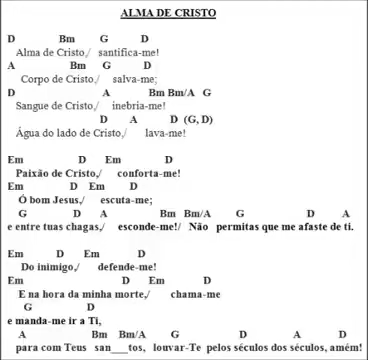 ALMA DE CRISTO
D Bm G D
Alma de Cristo,/ santifica-me!
A Bm G D
Corpo de Cristo,/ salva-me;
D A Bm Bm/A G
Sangue de Cristo,/ inebria-me!
D A D (G, D)
Água do lado de Cristo,/ lava-me!
Em D Em D
Paixão de Cristo,/ conforta-me!
Em D Em D
Ó bom Jesus,/ escuta-me;
G D A Bm Bm/A G D A
e entre tuas chagas,/ esconde-me!/ Não permitas que me afaste de ti.
Em D Em D
Do inimigo,/ defende-me!
Em D Em D
E na hora da minha morte,/ chama-me
G D
e manda-me ir a Ti,
A Bm Bm/A G D A D
para com Teus san___tos, louvar-Te pelos séculos dos séculos, amém!